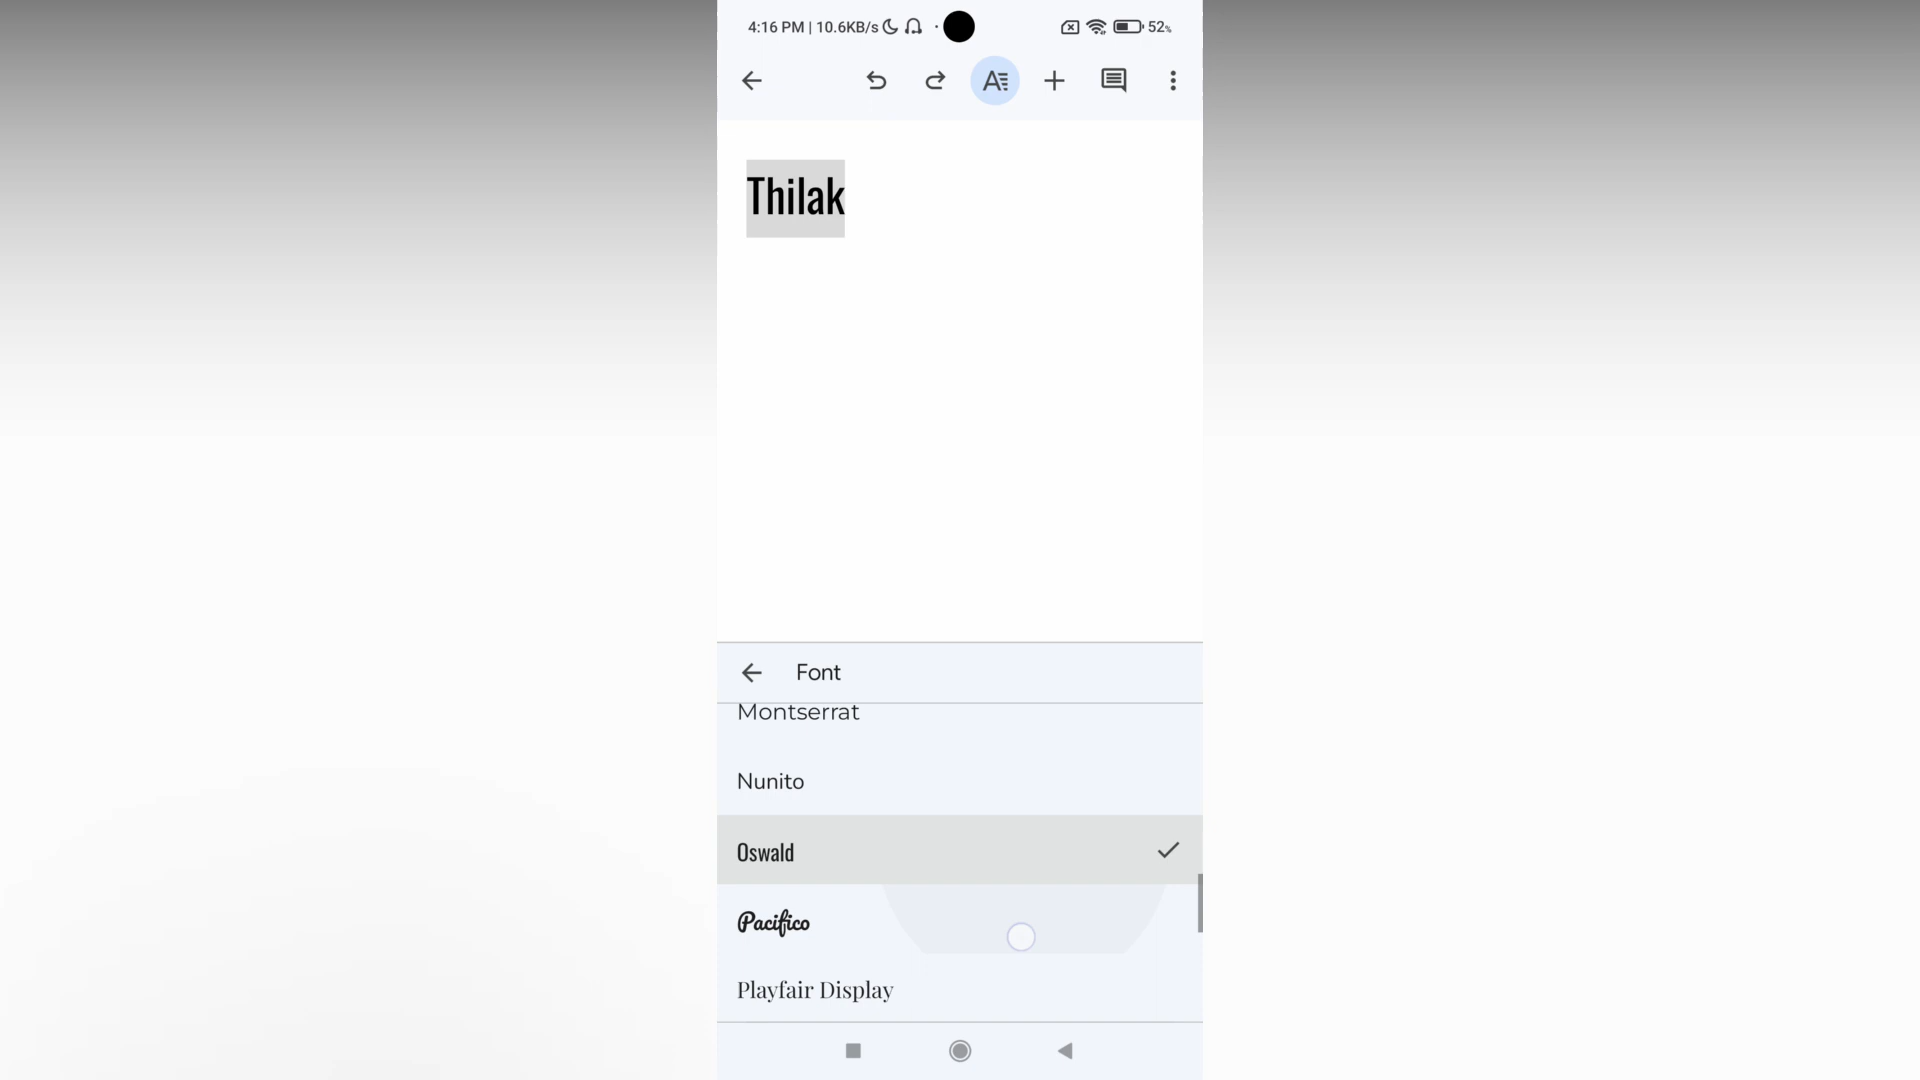 4:16 PM | 10.6KB/s 52%
Thilak
Font
Montserrat
Nunito
Oswald
Pacifico
Playfair Display